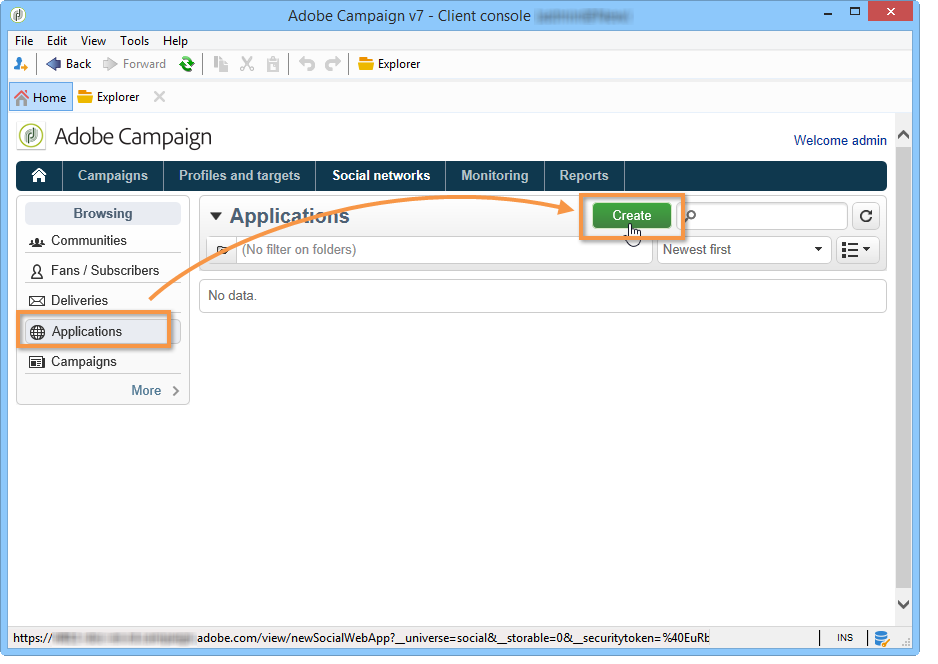 Adobe Campaign v7 - Client console
File Edit View Tools Help
Back Forward Explorer
Home Explorer
Adobe Campaign
Welcome admin
Campaigns Profiles and targets Social networks Monitoring Reports
Browsing
Communities
Fans / Subscribers
Deliveries
Applications
Campaigns
More
Applications Create
(No filter on folders) Newest first
No data.
https:// adobe.com/view/newSocialWebApp?__universe=social&__storable=0&__securitytoken=%40EuRb INS